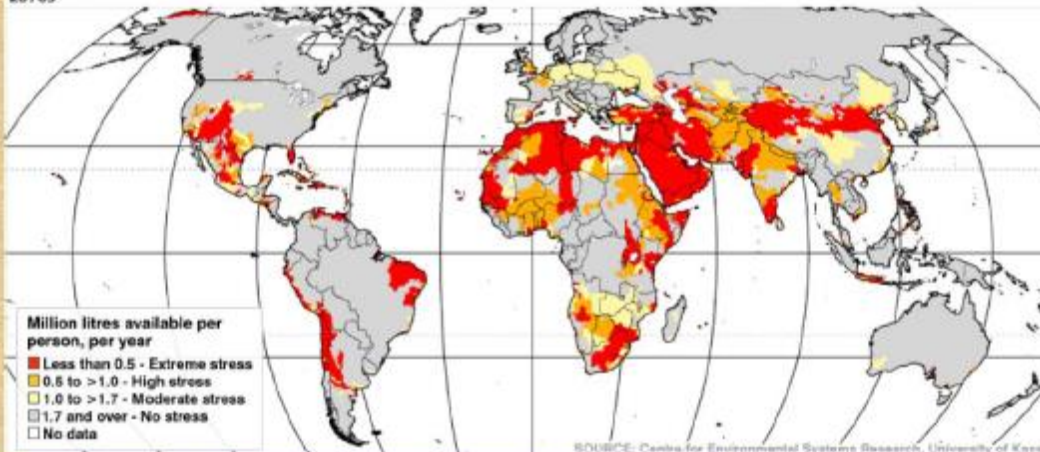 Million litres available per
person, per year
Less than 0.5 - Extreme stress
0.5 to >1.0 - High stress
1.0 to >1.7 - Moderate stress
1.7 and over - No stress
No data
SOURCE: Centre for Environmental Systems Research, University of